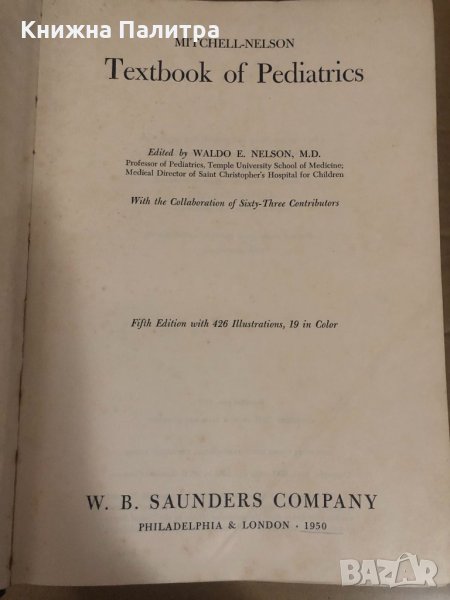 Книжна Палитра
MITCHELL-NELSON
Textbook of Pediatrics
Edited by WALDO E. NELSON, M.D.
Professor of Pediatrics, Temple University School of Medicine,
Medical Director of Saint Christopher's Hospital for Children
With the Collaboration of Sixty-Three Contributors
Fifth Edition with 426 Illustrations, 19 in Color
W. B. SAUNDERS COMPANY
PHILADELPHIA & LONDON · 1950
BAZAR